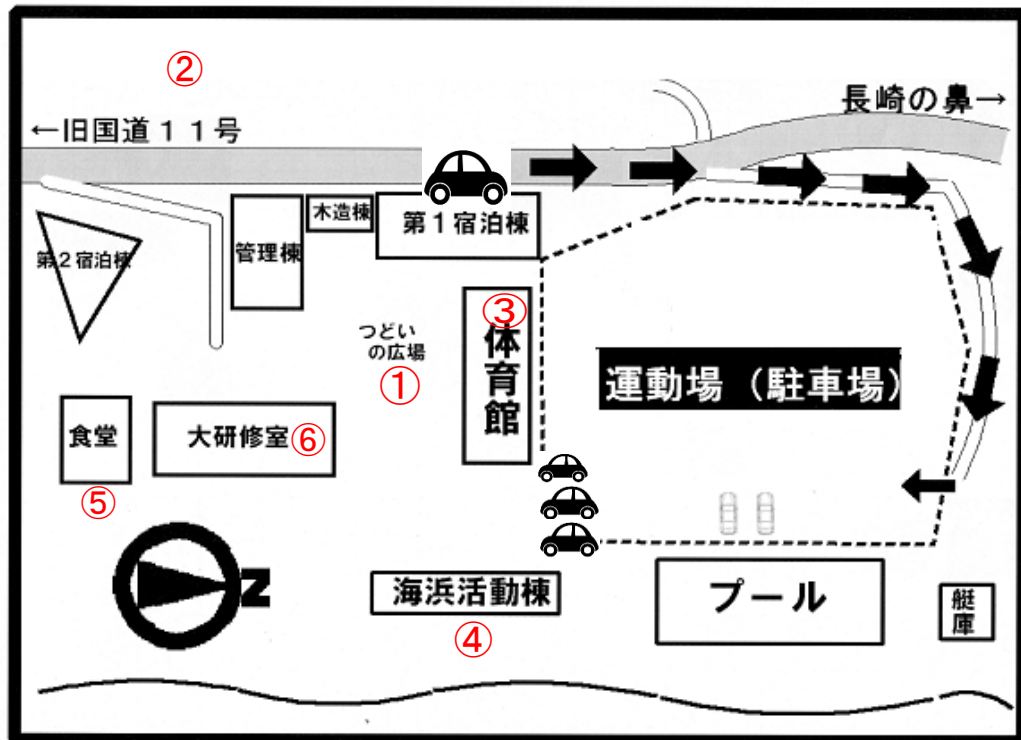 ②
長崎の鼻→
←旧国道１１号
木造棟
第１宿泊棟
管理棟
第２宿泊棟
③
体育館
つどい
の広場
①
運動場（駐車場）
食堂
大研修室⑥
⑤
N
海浜活動棟
④
プール
艇庫